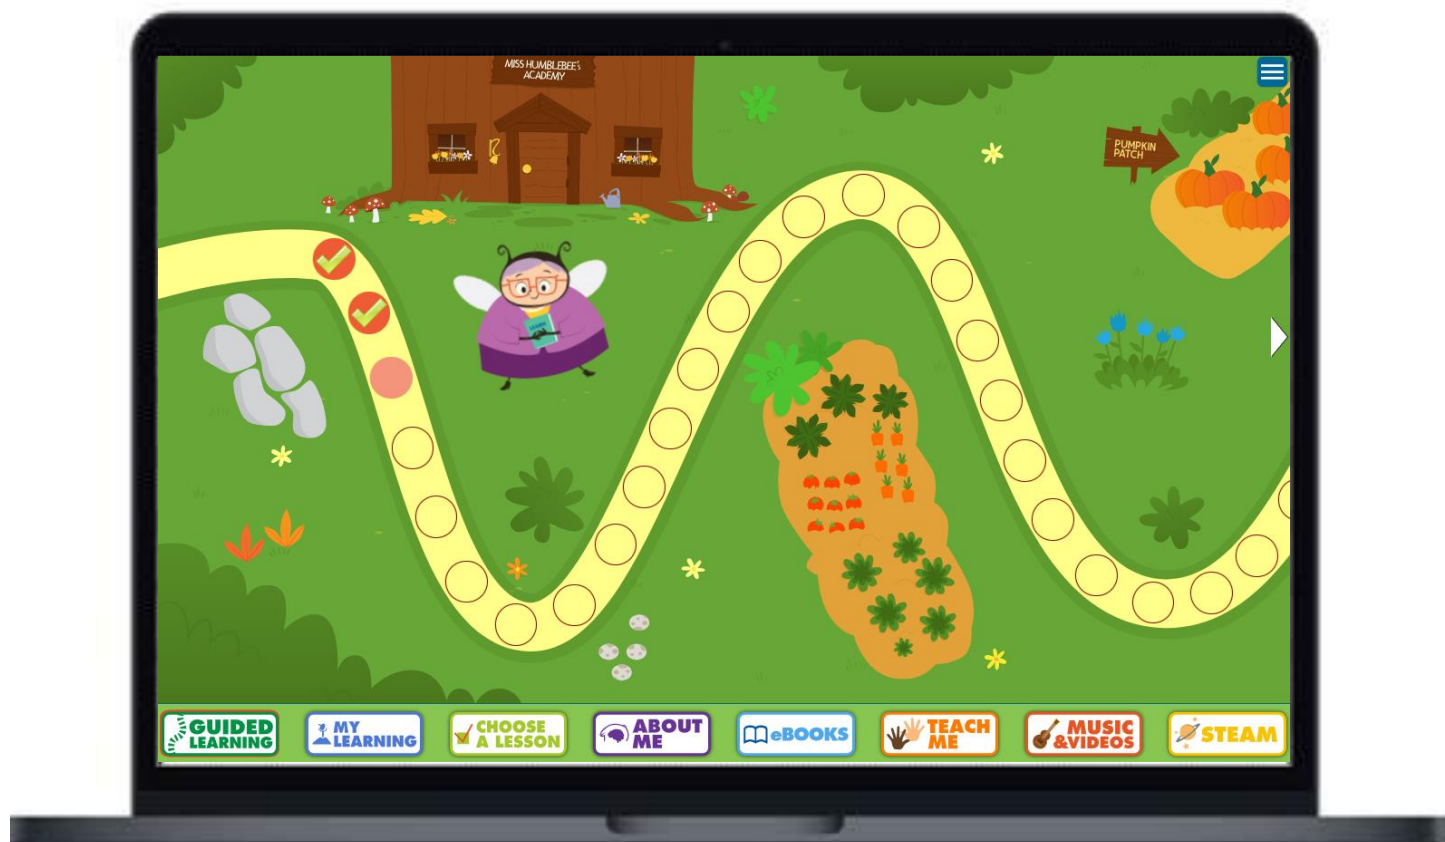 MISS HUMBLEBEE's
ACADEMY
PUMPKIN
PATCH
LEARN
GUIDED
LEARNING
MY
LEARNING
CHOOSE
A LESSON
ABOUT
ME
eBOOKS
TEACH
ME
MUSIC
&VIDEOS
STEAM